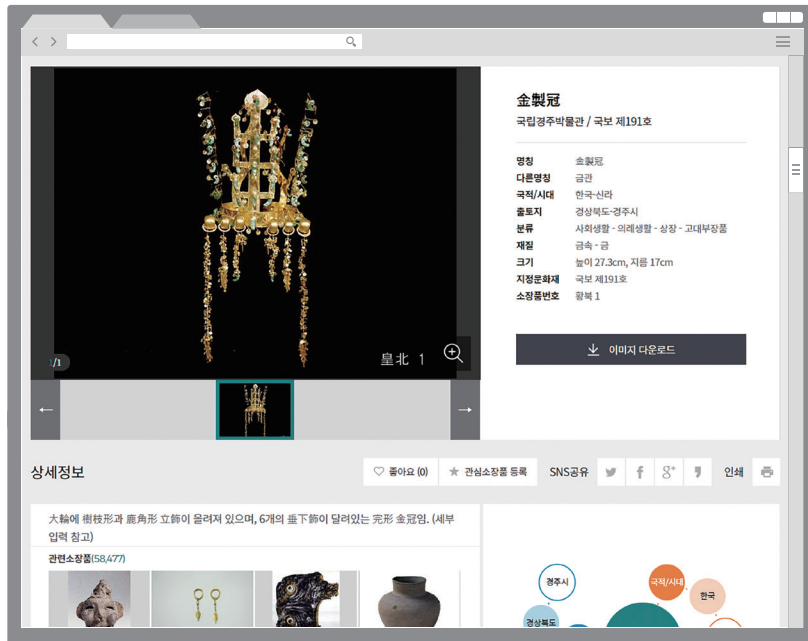 金製冠
국립경주박물관 / 국보 제191호
명칭 金製冠
다른명칭 금관
국적/시대 한국-신라
출토지 경상북도-경주시
분류 사회생활 - 의례생활 - 상장 - 고대부장품
재질 금속 - 금
크기 높이 27.3cm, 지름 17cm
지정문화재 국보 제191호
소장품번호 황북 1
이미지 다운로드
1/1
皇北 1
상세정보
좋아요 (0)
관심소장품 등록
SNS공유
인쇄
大輪에 樹枝形과 鹿角形 立飾이 올려져 있으며, 6개의 垂下飾이 달려있는 完形 金冠임. (세부
입력 참고)
관련소장품(58,477)
경주시
국적/시대
한국
경상북도